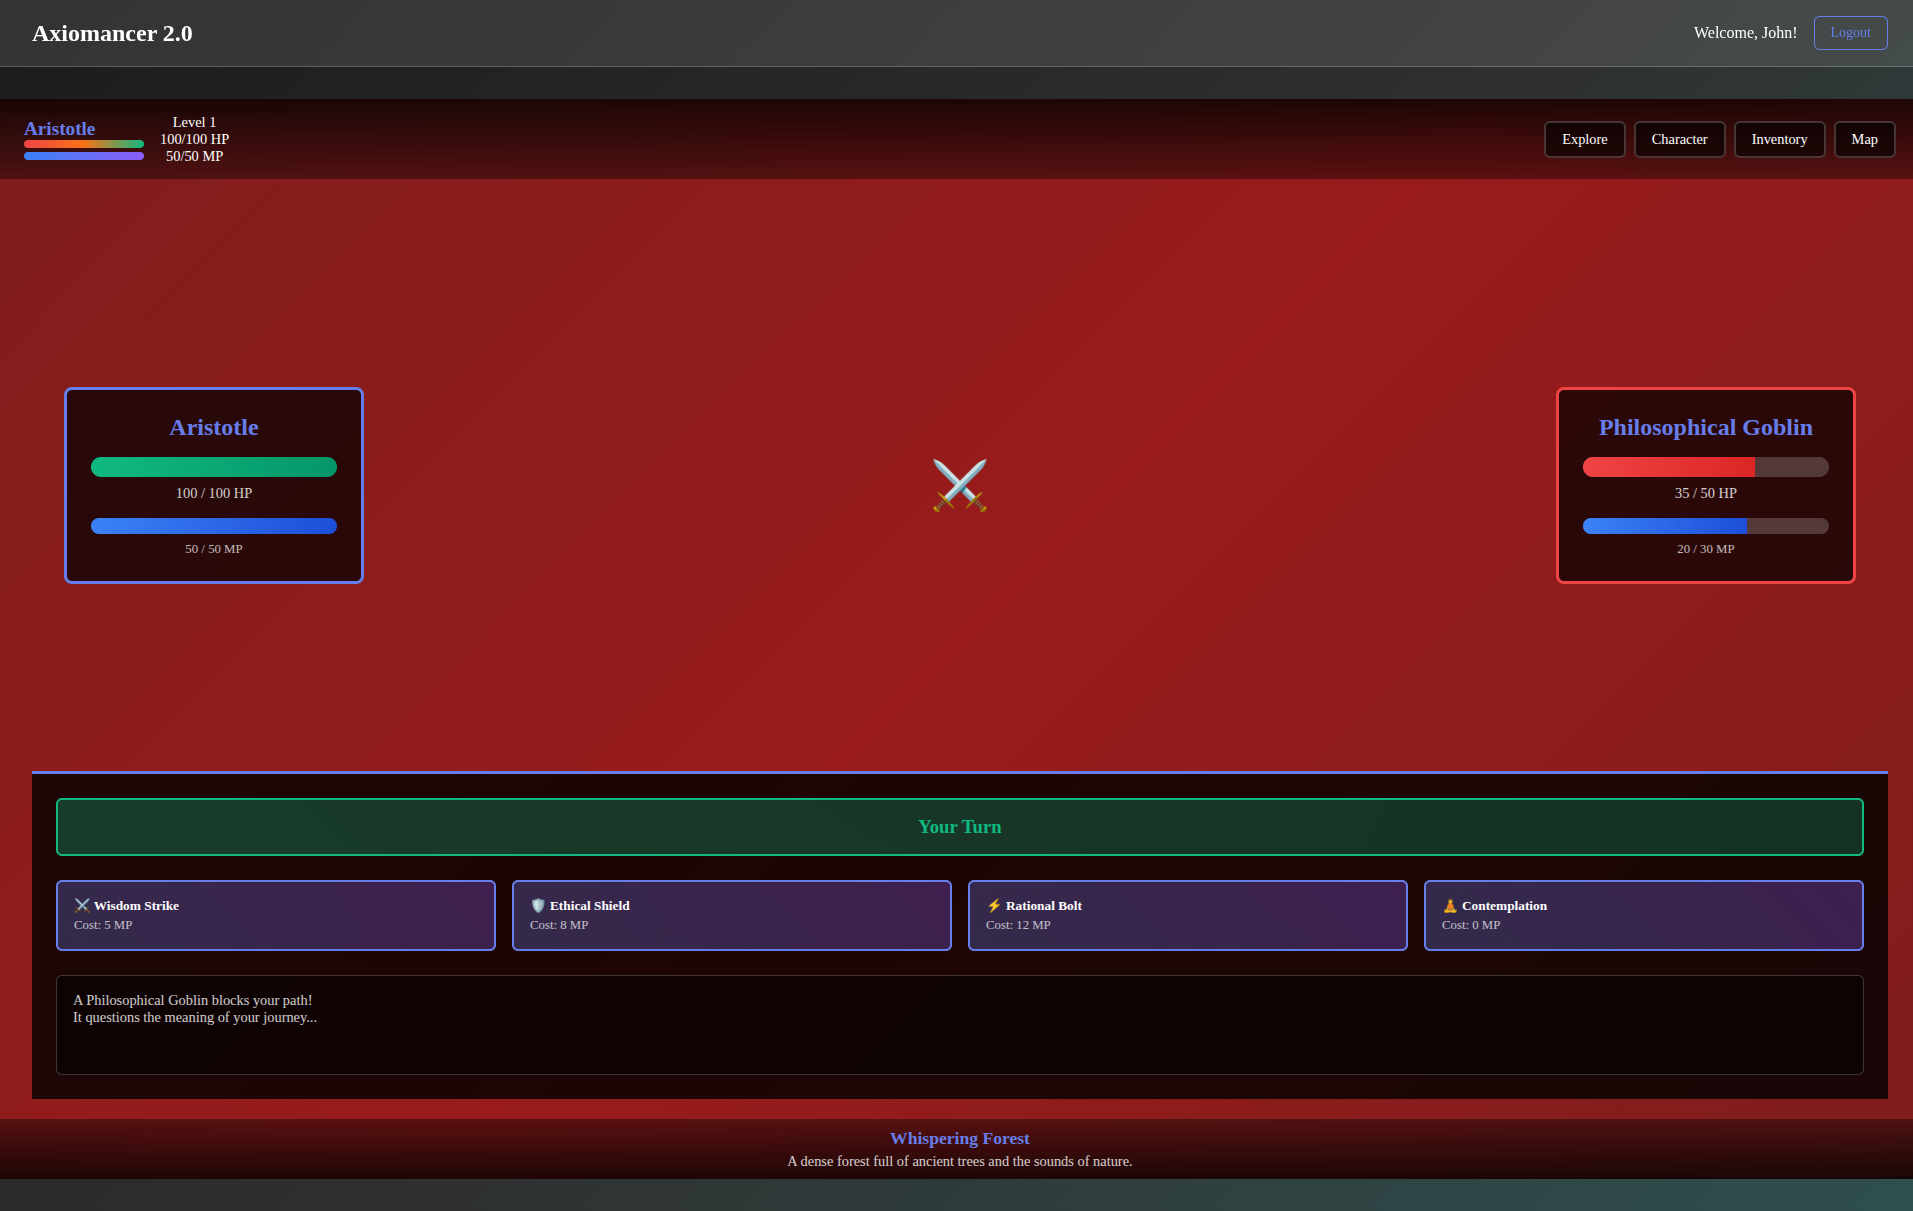 Axiomancer 2.0
Welcome, John!
Logout
Aristotle
Level 1
100/100 HP
50/50 MP
Explore
Character
Inventory
Map
Aristotle
100 / 100 HP
50 / 50 MP
Philosophical Goblin
35 / 50 HP
20 / 30 MP
Your Turn
Wisdom Strike
Cost: 5 MP
Ethical Shield
Cost: 8 MP
Rational Bolt
Cost: 12 MP
Contemplation
Cost: 0 MP
A Philosophical Goblin blocks your path!
It questions the meaning of your journey...
Whispering Forest
A dense forest full of ancient trees and the sounds of nature.